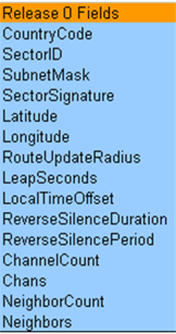 Release 0 Fields
CountryCode
SectorID
SubnetMask
SectorSignature
Latitude
Longitude
RouteUpdateRadius
LeapSeconds
LocalTimeOffset
ReverseSilenceDuration
ReverseSilencePeriod
ChannelCount
Chans
NeighborCount
Neighbors